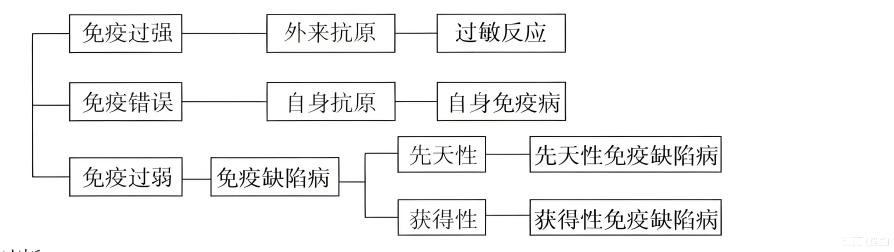 免疫过强 外来抗原 过敏反应
免疫错误 自身抗原 自身免疫病
先天性 先天性免疫缺陷病
免疫过弱 免疫缺陷病
获得性 获得性免疫缺陷病